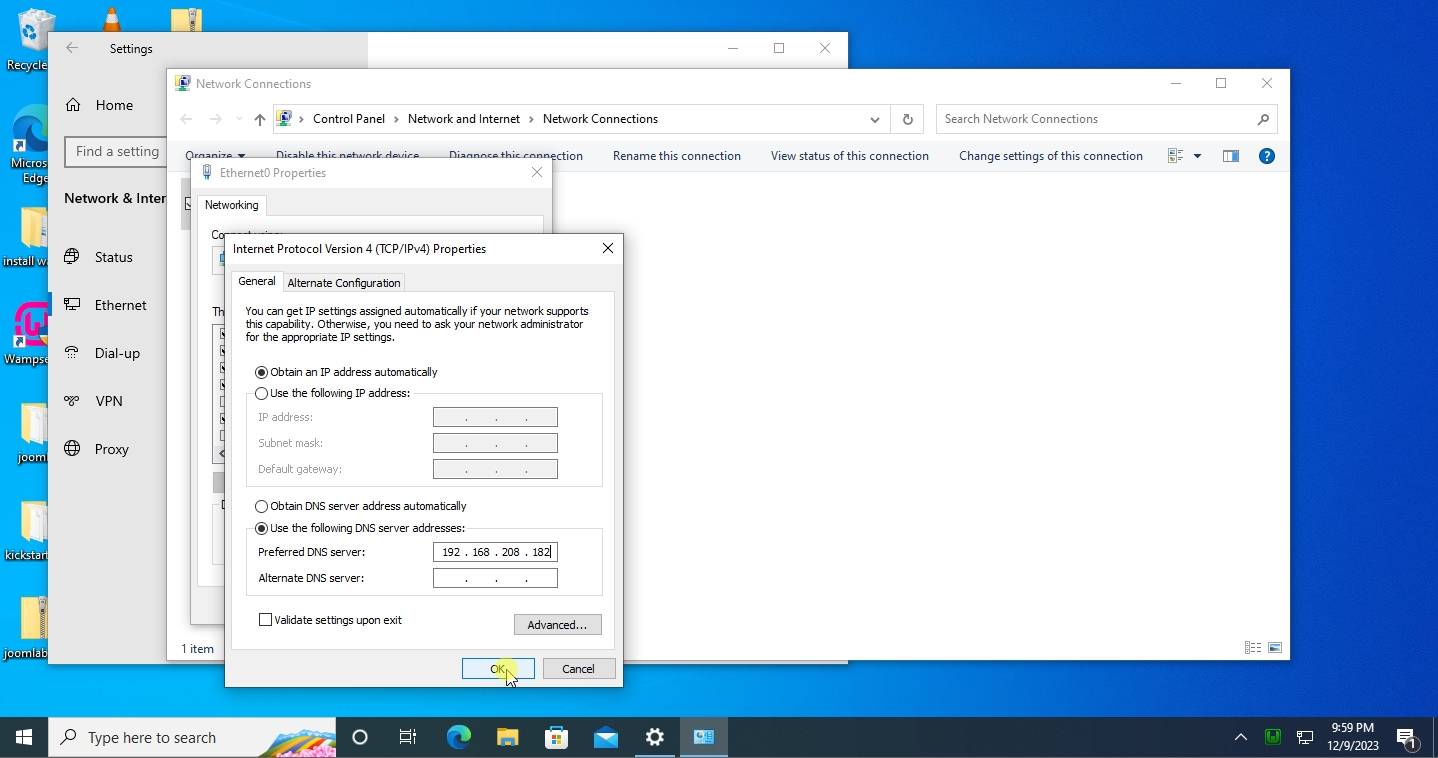 Recycle
Settings
Network Connections
Home
Control Panel
Network and Internet
Network Connections
Search Network Connections
Find a setting
Organize
Disable this network device
Diagnose this connection
Rename this connection
View status of this connection
Change settings of this connection
Micros
Edge
Ethernet0 Properties
Network & Inter
Networking
Internet Protocol Version 4 (TCP/IPv4) Properties
Status
install w
General
Alternate Configuration
Ethernet
You can get IP settings assigned automatically if your network supports
this capability. Otherwise, you need to ask your network administrator
for the appropriate IP settings.
Wampse
Dial-up
Obtain an IP address automatically
Use the following IP address:
VPN
IP address:
Subnet mask:
Proxy
Default gateway:
joom
Obtain DNS server address automatically
Use the following DNS server addresses:
Preferred DNS server:
192 . 168 . 208 . 182
kickstar
Alternate DNS server:
Validate settings upon exit
Advanced...
1 item
joomlab
OK
Cancel
Type here to search
9:59 PM
12/9/2023
1